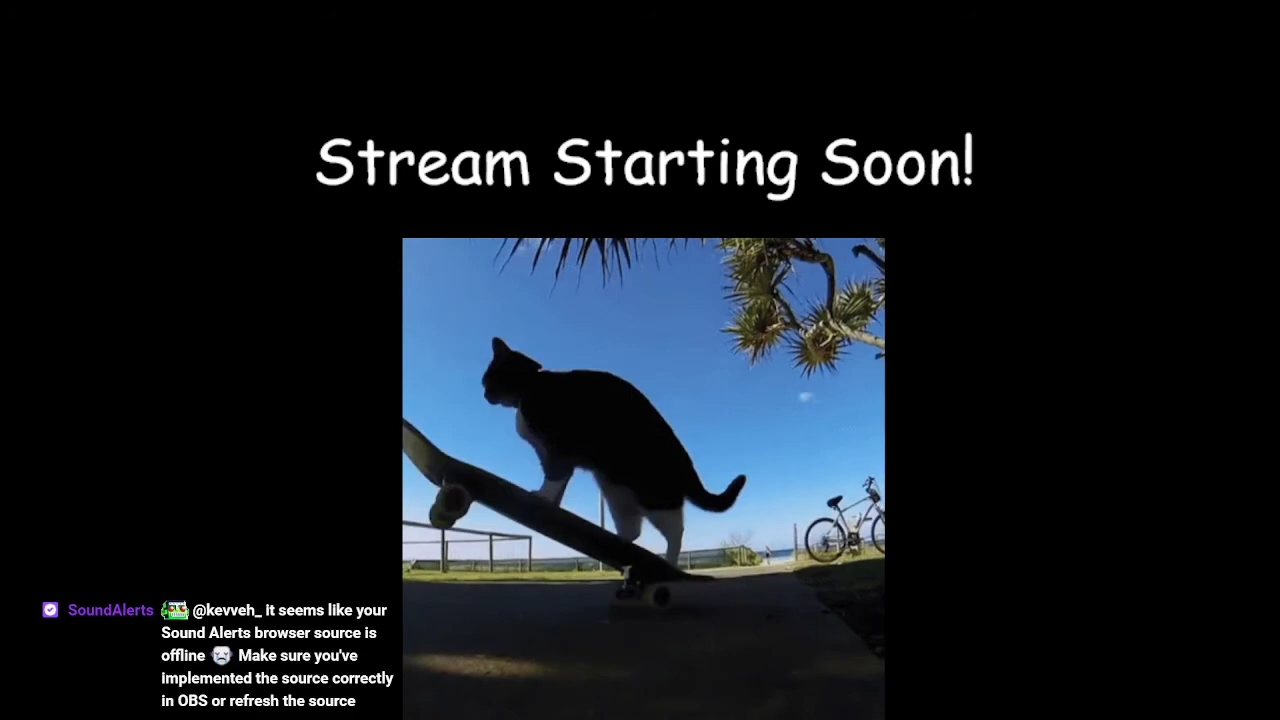 Stream Starting Soon!
SoundAlerts @kevveh_ it seems like your
Sound Alerts browser source is
offline Make sure you've
implemented the source correctly
in OBS or refresh the source